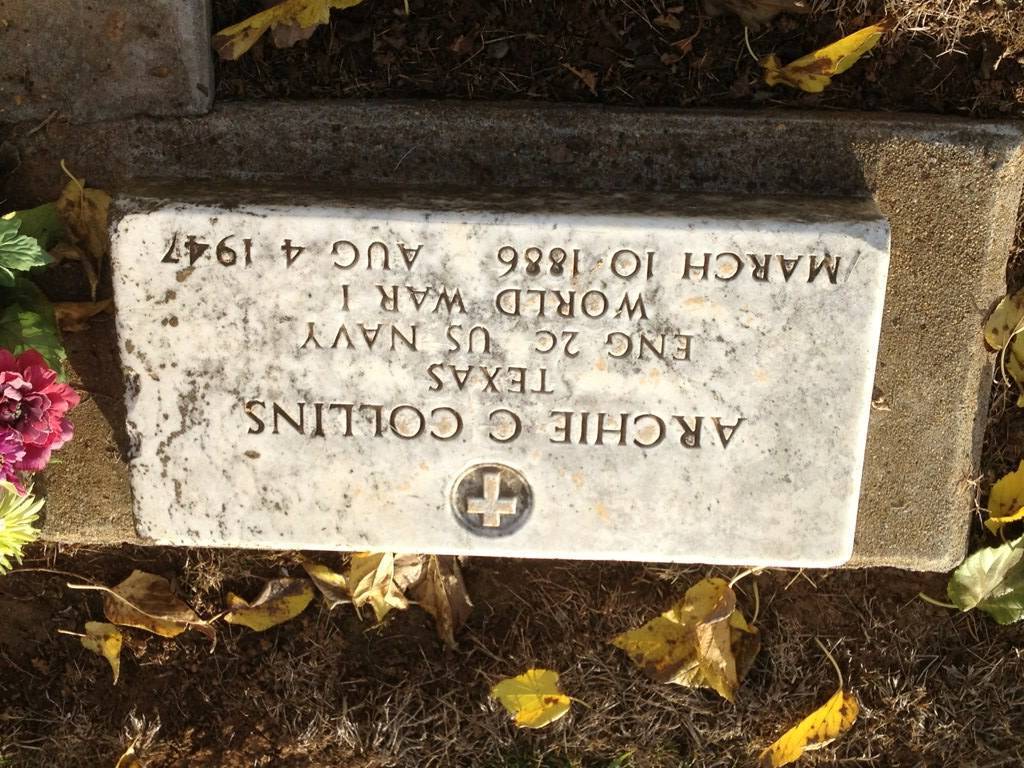 ARCHIE C COLLINS
TEXAS
ENG 2C US NAVY
WORLD WAR I
MARCH 10 1886 AUG 4 1947